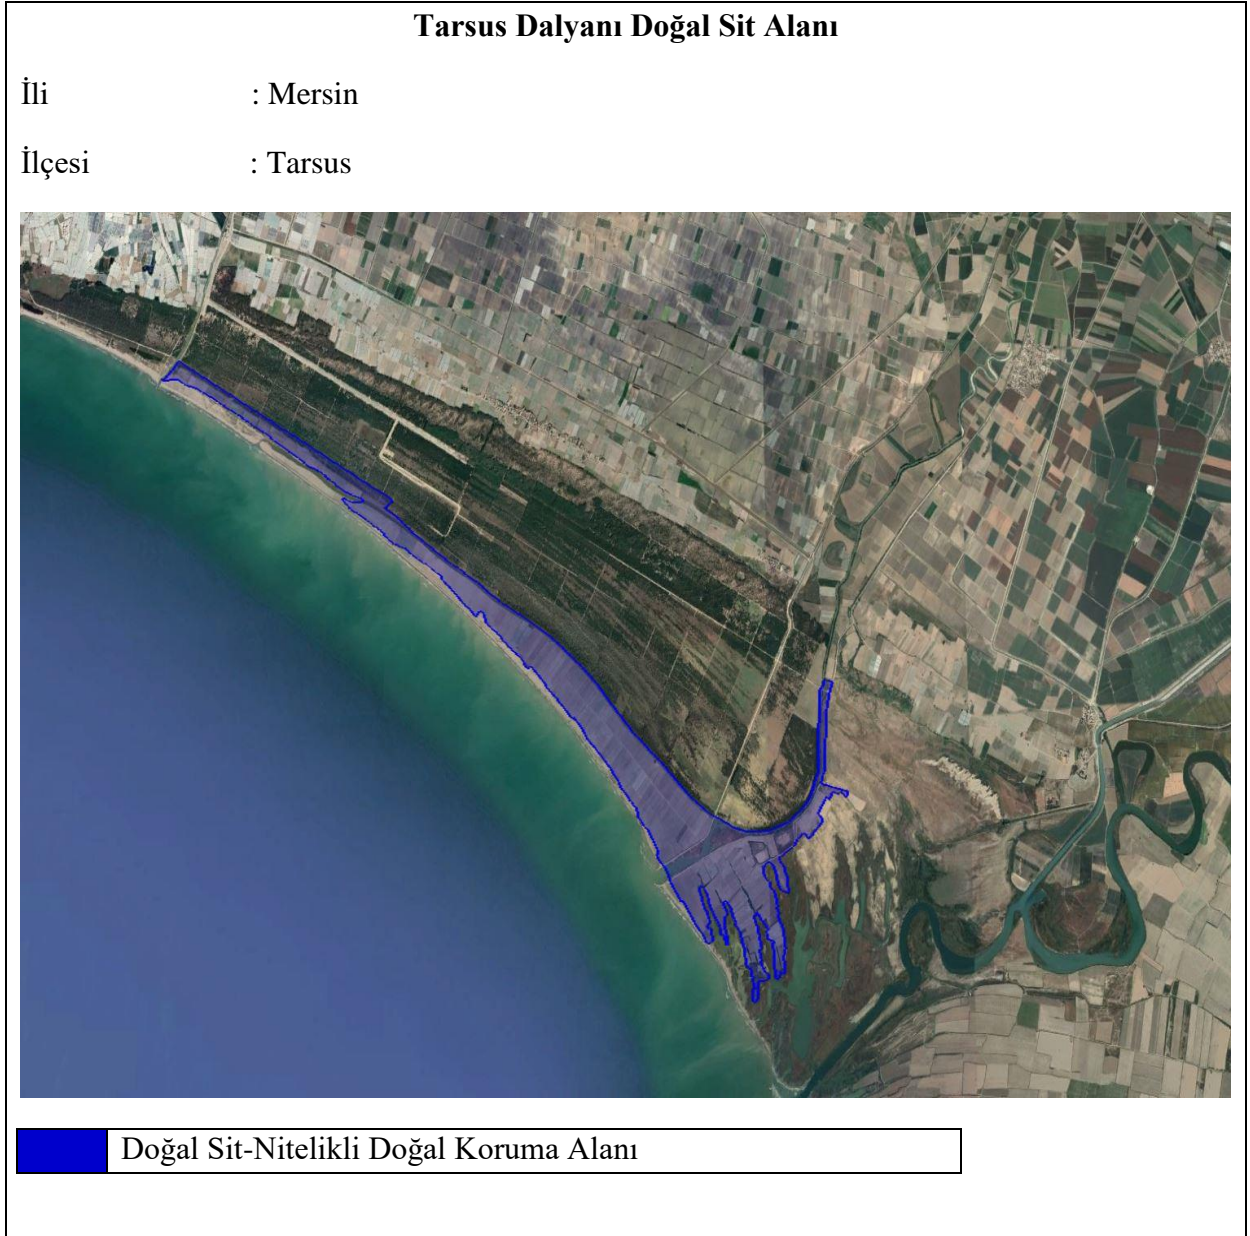 Tarsus Dalyanı Doğal Sit Alanı
İli : Mersin
İlçesi : Tarsus
Doğal Sit-Nitelikli Doğal Koruma Alanı